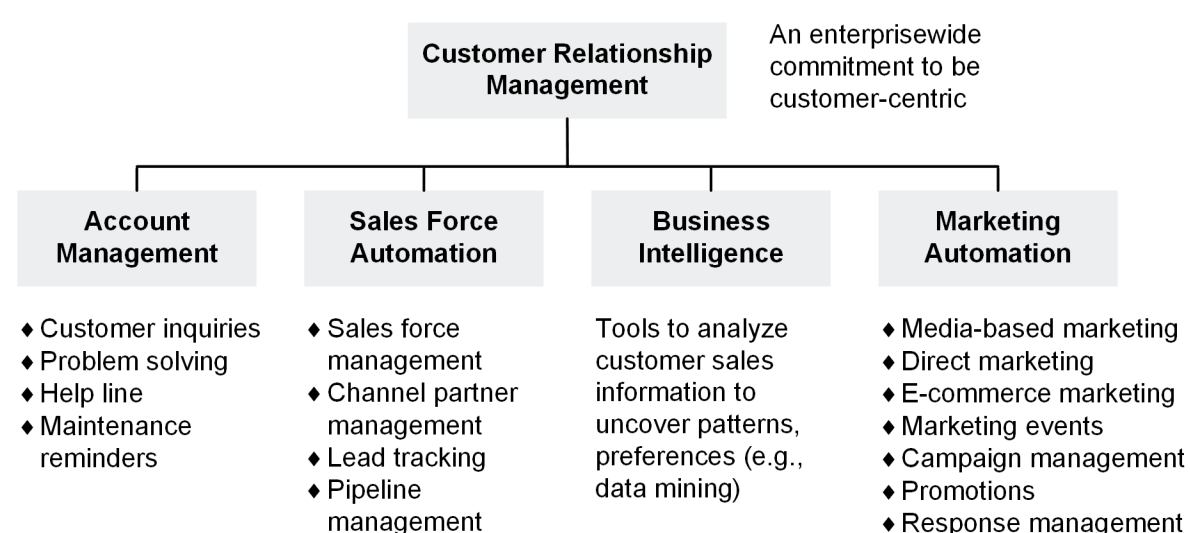 Customer Relationship
Management
An enterprisewide
commitment to be
customer-centric
Account
Management
♦ Customer inquiries
♦ Problem solving
♦ Help line
♦ Maintenance
reminders
Sales Force
Automation
♦ Sales force
management
♦ Channel partner
management
♦ Lead tracking
♦ Pipeline
management
Business
Intelligence
Tools to analyze
customer sales
information to
uncover patterns,
preferences (e.g.,
data mining)
Marketing
Automation
♦ Media-based marketing
♦ Direct marketing
♦ E-commerce marketing
♦ Marketing events
♦ Campaign management
♦ Promotions
♦ Response management